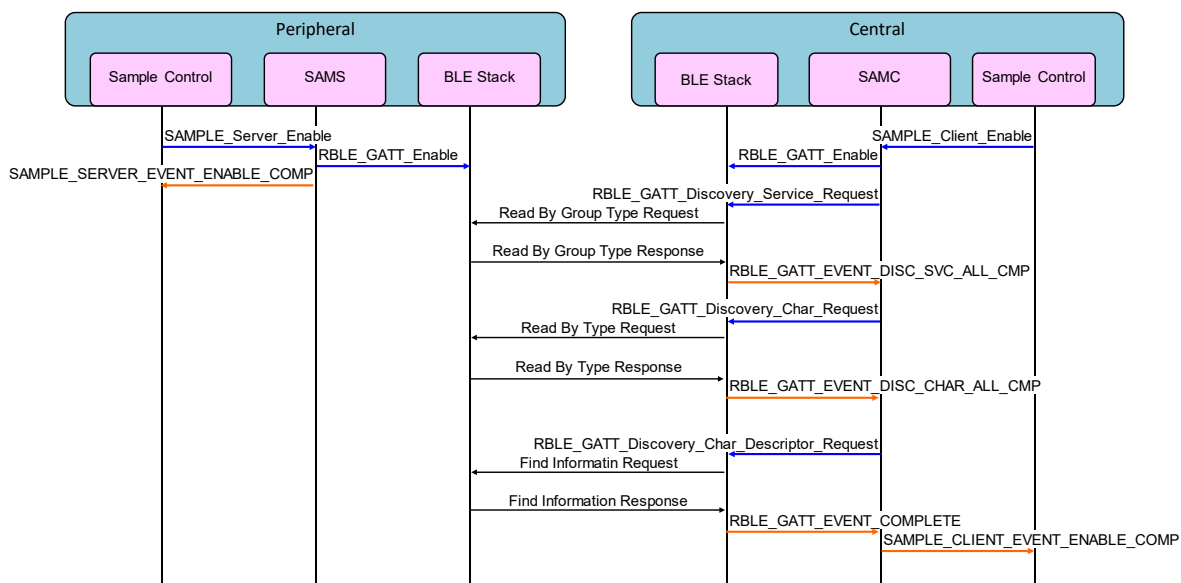 Peripheral
Central
Sample Control
SAMS
BLE Stack
BLE Stack
SAMC
Sample Control
SAMPLE_Server_Enable
SAMPLE_Client_Enable
RBLE_GATT_Enable
RBLE_GATT_Enable
SAMPLE_SERVER_EVENT_ENABLE_COMP
RBLE_GATT_Discovery_Service_Request
Read By Group Type Request
Read By Group Type Response
RBLE_GATT_EVENT_DISC_SVC_ALL_CMP
RBLE_GATT_Discovery_Char_Request
Read By Type Request
Read By Type Response
RBLE_GATT_EVENT_DISC_CHAR_ALL_CMP
RBLE_GATT_Discovery_Char_Descriptor_Request
Find Informatin Request
Find Information Response
RBLE_GATT_EVENT_COMPLETE
SAMPLE_CLIENT_EVENT_ENABLE_COMP